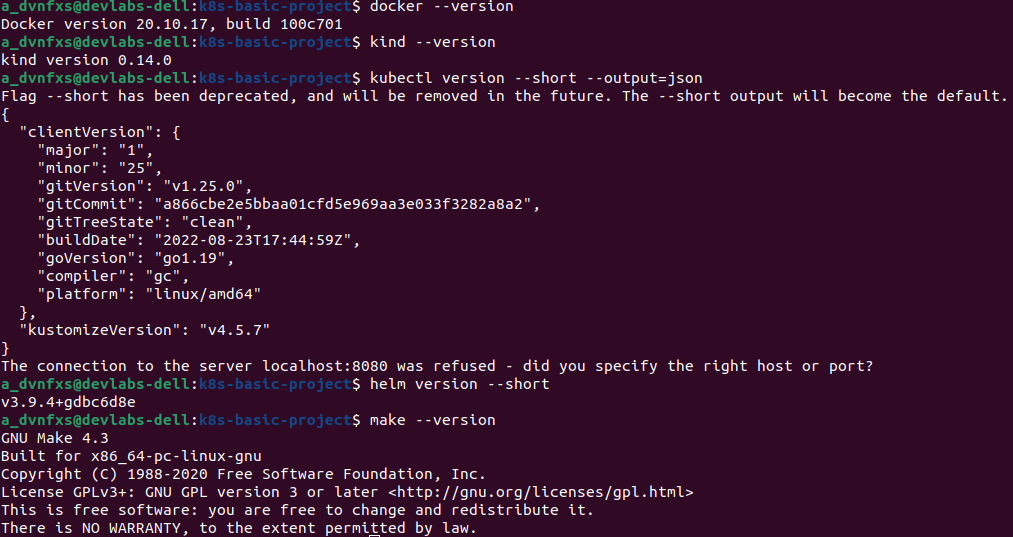 a_dvnfxs@devlabs-dell:k8s-basic-project$ docker --version
Docker version 20.10.17, build 100c701
a_dvnfxs@devlabs-dell:k8s-basic-project$ kind --version
kind version 0.14.0
a_dvnfxs@devlabs-dell:k8s-basic-project$ kubectl version --short --output=json
Flag --short has been deprecated, and will be removed in the future. The --short output will become the default.
{
  "clientVersion": {
    "major": "1",
    "minor": "25",
    "gitVersion": "v1.25.0",
    "gitCommit": "a866cbe2e5bbaa01cfd5e969aa3e033f3282a8a2",
    "gitTreeState": "clean",
    "buildDate": "2022-08-23T17:44:59Z",
    "goVersion": "go1.19",
    "compiler": "gc",
    "platform": "linux/amd64"
  },
  "kustomizeVersion": "v4.5.7"
}
The connection to the server localhost:8080 was refused - did you specify the right host or port?
a_dvnfxs@devlabs-dell:k8s-basic-project$ helm version --short
v3.9.4+gdbc6d8e
a_dvnfxs@devlabs-dell:k8s-basic-project$ make --version
GNU Make 4.3
Built for x86_64-pc-linux-gnu
Copyright (C) 1988-2020 Free Software Foundation, Inc.
License GPLv3+: GNU GPL version 3 or later <http://gnu.org/licenses/gpl.html>
This is free software: you are free to change and redistribute it.
There is NO WARRANTY, to the extent permitted by law.